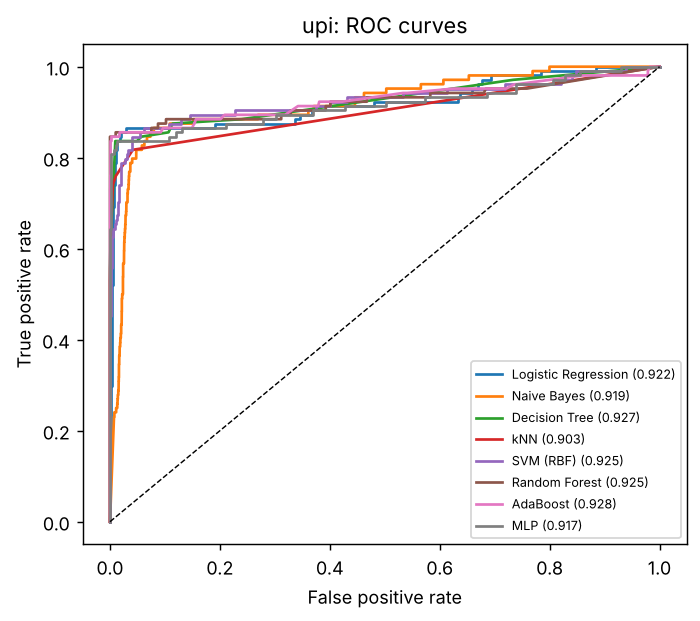 upi: ROC curves
True positive rate
1.0
0.8
0.6
0.4
0.2
0.0
Logistic Regression (0.922)
Naive Bayes (0.919)
Decision Tree (0.927)
kNN (0.903)
SVM (RBF) (0.925)
Random Forest (0.925)
AdaBoost (0.928)
MLP (0.917)
0.0 0.2 0.4 0.6 0.8 1.0
False positive rate